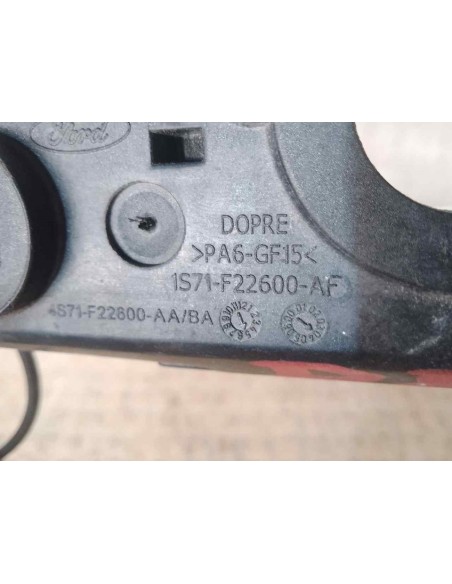 Ford
DOPRE
>PA6-GF15<
1S71-F22600-AF
4S71-F22600-AA/BA